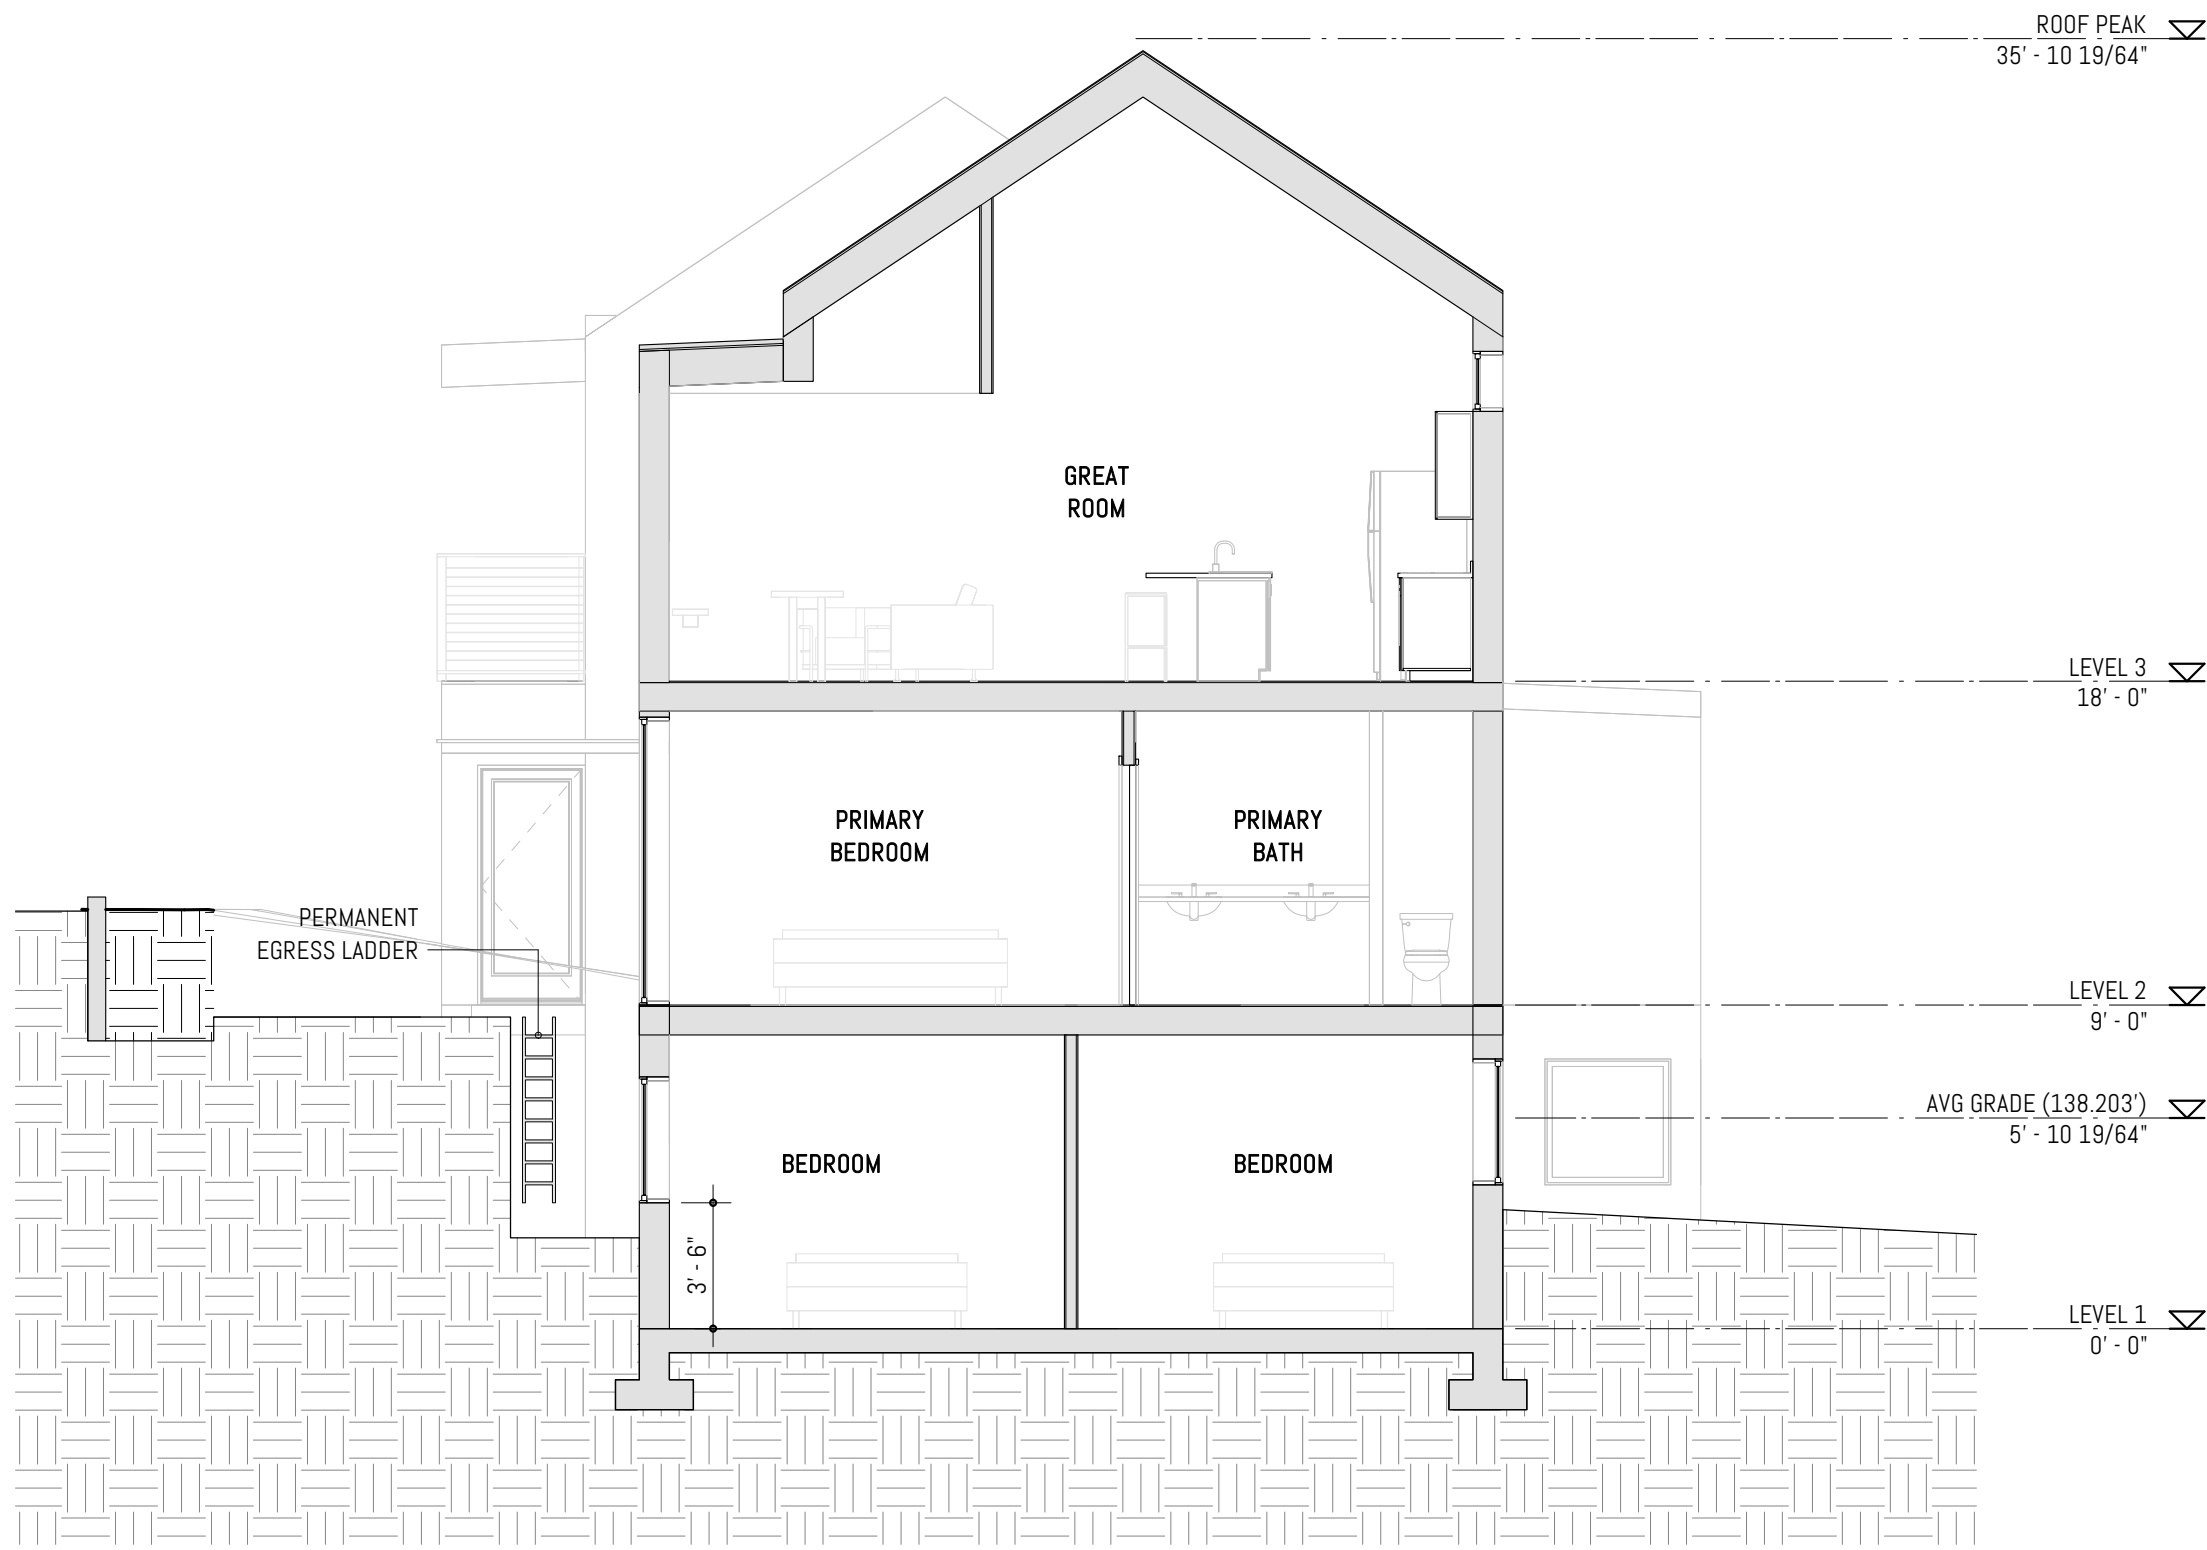 ROOF PEAK
35' - 10 19/64"
GREAT
ROOM
LEVEL 3
18' - 0"
PRIMARY
BEDROOM
PRIMARY
BATH
PERMANENT
EGRESS LADDER
LEVEL 2
9' - 0"
AVG GRADE (138.203')
5' - 10 19/64"
BEDROOM
BEDROOM
3' - 6"
LEVEL 1
0' - 0"